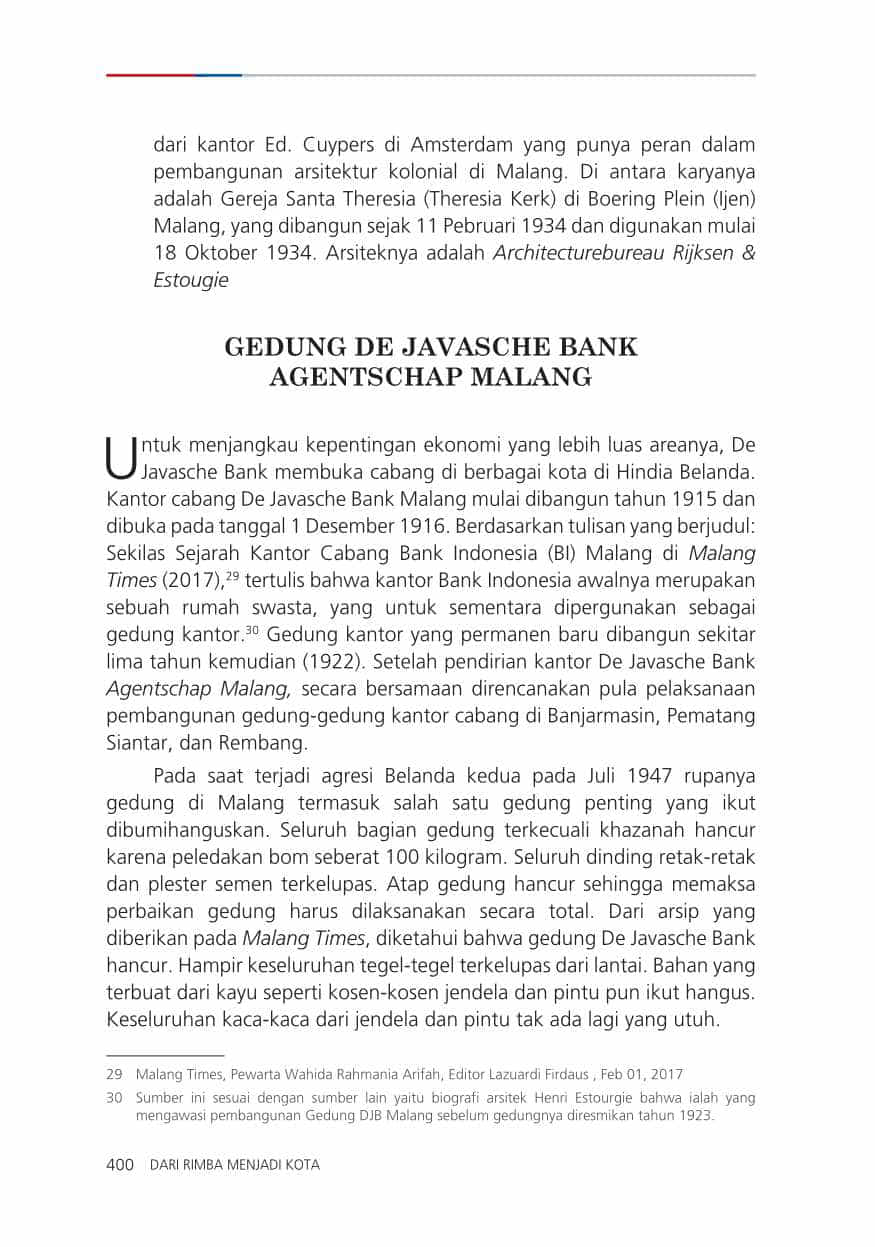 dari kantor Ed. Cuypers di Amsterdam yang punya peran dalam
pembangunan arsitektur kolonial di Malang. Di antara karyanya
adalah Gereja Santa Theresia (Theresia Kerk) di Boering Plein (Ijen)
Malang, yang dibangun sejak 11 Pebruari 1934 dan digunakan mulai
18 Oktober 1934. Arsiteknya adalah Architecturebureau Rijksen &
Estougie
GEDUNG DE JAVASCHE BANK
AGENTSCHAP MALANG
Untuk menjangkau kepentingan ekonomi yang lebih luas areanya, De
Javasche Bank membuka cabang di berbagai kota di Hindia Belanda.
Kantor cabang De Javasche Bank Malang mulai dibangun tahun 1915 dan
dibuka pada tanggal 1 Desember 1916. Berdasarkan tulisan yang berjudul:
Sekilas Sejarah Kantor Cabang Bank Indonesia (BI) Malang di Malang
Times (2017),29 tertulis bahwa kantor Bank Indonesia awalnya merupakan
sebuah rumah swasta, yang untuk sementara dipergunakan sebagai
gedung kantor.30 Gedung kantor yang permanen baru dibangun sekitar
lima tahun kemudian (1922). Setelah pendirian kantor De Javasche Bank
Agentschap Malang, secara bersamaan direncanakan pula pelaksanaan
pembangunan gedung-gedung kantor cabang di Banjarmasin, Pematang
Siantar, dan Rembang.
Pada saat terjadi agresi Belanda kedua pada Juli 1947 rupanya
gedung di Malang termasuk salah satu gedung penting yang ikut
dibumihanguskan. Seluruh bagian gedung terkecuali khazanah hancur
karena peledakan bom seberat 100 kilogram. Seluruh dinding retak-retak
dan plester semen terkelupas. Atap gedung hancur sehingga memaksa
perbaikan gedung harus dilaksanakan secara total. Dari arsip yang
diberikan pada Malang Times, diketahui bahwa gedung De Javasche Bank
hancur. Hampir keseluruhan tegel-tegel terkelupas dari lantai. Bahan yang
terbuat dari kayu seperti kosen-kosen jendela dan pintu pun ikut hangus.
Keseluruhan kaca-kaca dari jendela dan pintu tak ada lagi yang utuh.
29 Malang Times, Pewarta Wahida Rahmania Arifah, Editor Lazuardi Firdaus , Feb 01, 2017
30 Sumber ini sesuai dengan sumber lain yaitu biografi arsitek Henri Estourgie bahwa ialah yang
mengawasi pembangunan Gedung DJB Malang sebelum gedungnya diresmikan tahun 1923.
400 DARI RIMBA MENJADI KOTA